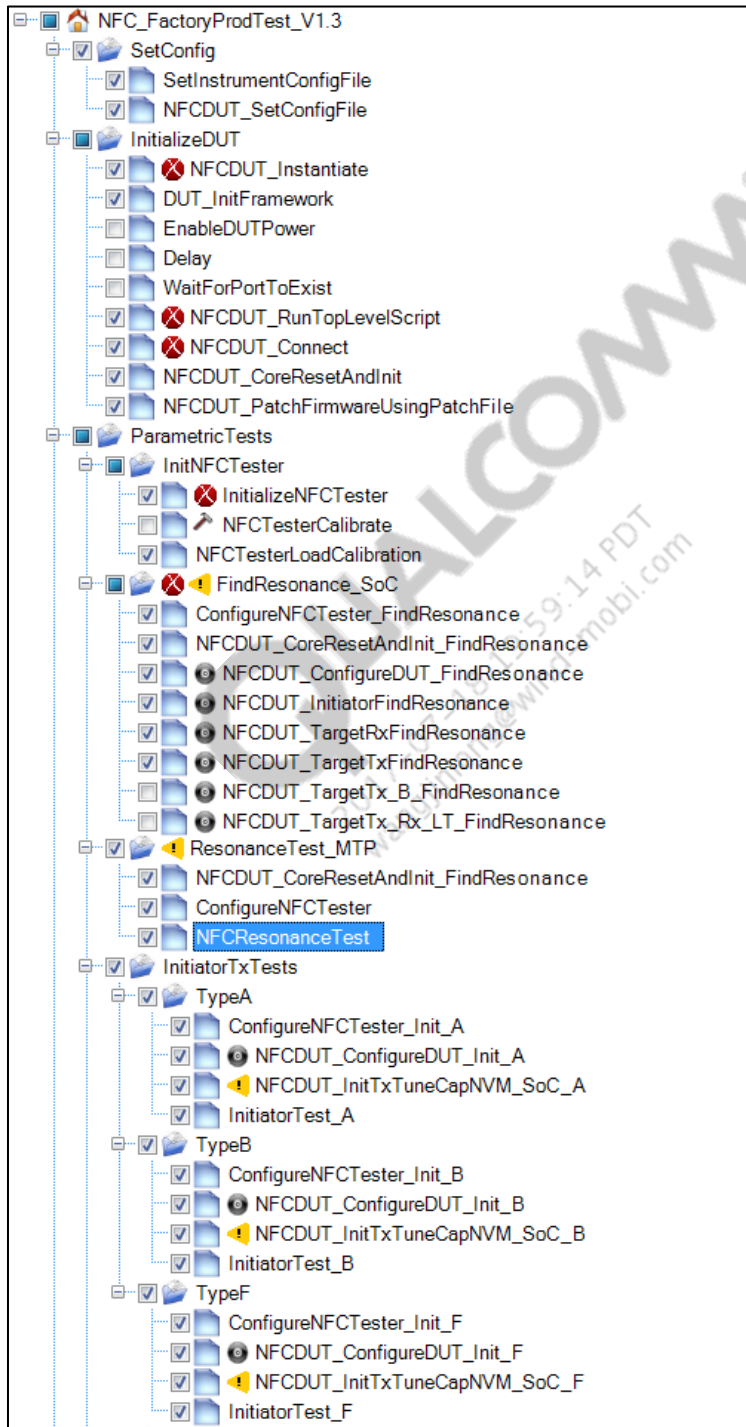 NFC_FactoryProdTest_V1.3
SetConfig
SetInstrumentConfigFile
NFCDUT_SetConfigFile
InitializeDUT
NFCDUT_Instantiate
DUT_InitFramework
EnableDUTPower
Delay
WaitForPortToExist
NFCDUT_RunTopLevelScript
NFCDUT_Connect
NFCDUT_CoreResetAndInit
NFCDUT_PatchFirmwareUsingPatchFile
ParametricTests
InitNFCTester
InitializeNFCTester
NFCTesterCalibrate
NFCTesterLoadCalibration
FindResonance_SoC
ConfigureNFCTester_FindResonance
NFCDUT_CoreResetAndInit_FindResonance
NFCDUT_ConfigureDUT_FindResonance
NFCDUT_InitiatorFindResonance
NFCDUT_TargetRxFindResonance
NFCDUT_TargetTxFindResonance
NFCDUT_TargetTx_B_FindResonance
NFCDUT_TargetTx_Rx_LT_FindResonance
ResonanceTest_MTP
NFCDUT_CoreResetAndInit_FindResonance
ConfigureNFCTester
NFCResonanceTest
InitiatorTxTests
TypeA
ConfigureNFCTester_Init_A
NFCDUT_ConfigureDUT_Init_A
NFCDUT_InitTxTuneCapNVM_SoC_A
InitiatorTest_A
TypeB
ConfigureNFCTester_Init_B
NFCDUT_ConfigureDUT_Init_B
NFCDUT_InitTxTuneCapNVM_SoC_B
InitiatorTest_B
TypeF
ConfigureNFCTester_Init_F
NFCDUT_ConfigureDUT_Init_F
NFCDUT_InitTxTuneCapNVM_SoC_F
InitiatorTest_F
QUALCOMM